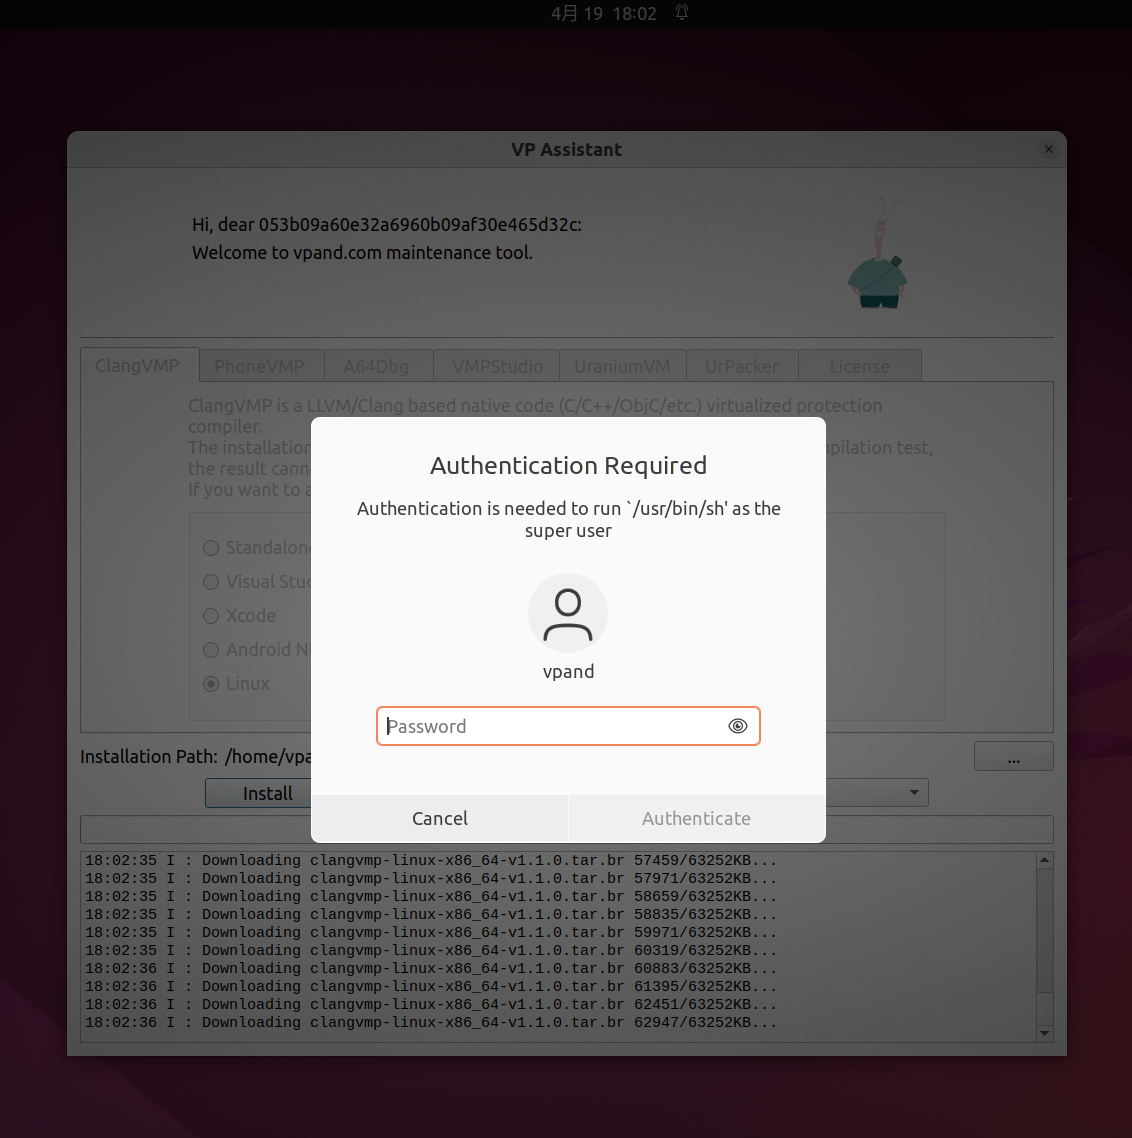 4月 19 18:02
VP Assistant
Hi, dear 053b09a60e32a6960b09af30e465d32c:
Welcome to vpand.com maintenance tool.
ClangVMP PhoneVMP A64Dbg VMPStudio UraniumVM UrPacker License
ClangVMP is a LLVM/Clang based native code (C/C++/ObjC/etc.) virtualized protection
compiler.
The installation
pilation test,
the result cann
If you want to a
Standalon
Visual Stud
Xcode
Android N
Linux
Authentication Required
Authentication is needed to run `/usr/bin/sh' as the
super user
vpand
Password
Cancel Authenticate
Installation Path: /home/vpa
...
Install
18:02:35 I : Downloading clangvmp-linux-x86_64-v1.1.0.tar.br 57459/63252KB...
18:02:35 I : Downloading clangvmp-linux-x86_64-v1.1.0.tar.br 57971/63252KB...
18:02:35 I : Downloading clangvmp-linux-x86_64-v1.1.0.tar.br 58659/63252KB...
18:02:35 I : Downloading clangvmp-linux-x86_64-v1.1.0.tar.br 58835/63252KB...
18:02:35 I : Downloading clangvmp-linux-x86_64-v1.1.0.tar.br 59971/63252KB...
18:02:35 I : Downloading clangvmp-linux-x86_64-v1.1.0.tar.br 60319/63252KB...
18:02:36 I : Downloading clangvmp-linux-x86_64-v1.1.0.tar.br 60883/63252KB...
18:02:36 I : Downloading clangvmp-linux-x86_64-v1.1.0.tar.br 61395/63252KB...
18:02:36 I : Downloading clangvmp-linux-x86_64-v1.1.0.tar.br 62451/63252KB...
18:02:36 I : Downloading clangvmp-linux-x86_64-v1.1.0.tar.br 62947/63252KB...